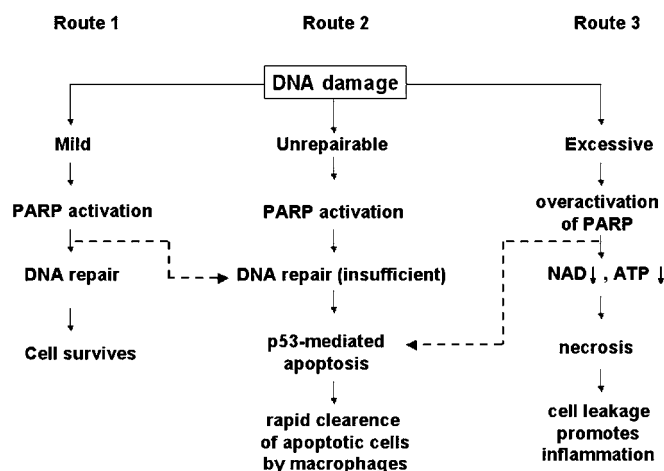 Route 1
Route 2
Route 3
DNA damage
Mild
Unrepairable
Excessive
PARP activation
PARP activation
overactivation
of PARP
DNA repair
DNA repair (insufficient)
NAD↓ , ATP ↓
Cell survives
p53-mediated
apoptosis
necrosis
rapid clearence
of apoptotic cells
by macrophages
cell leakage
promotes
inflammation